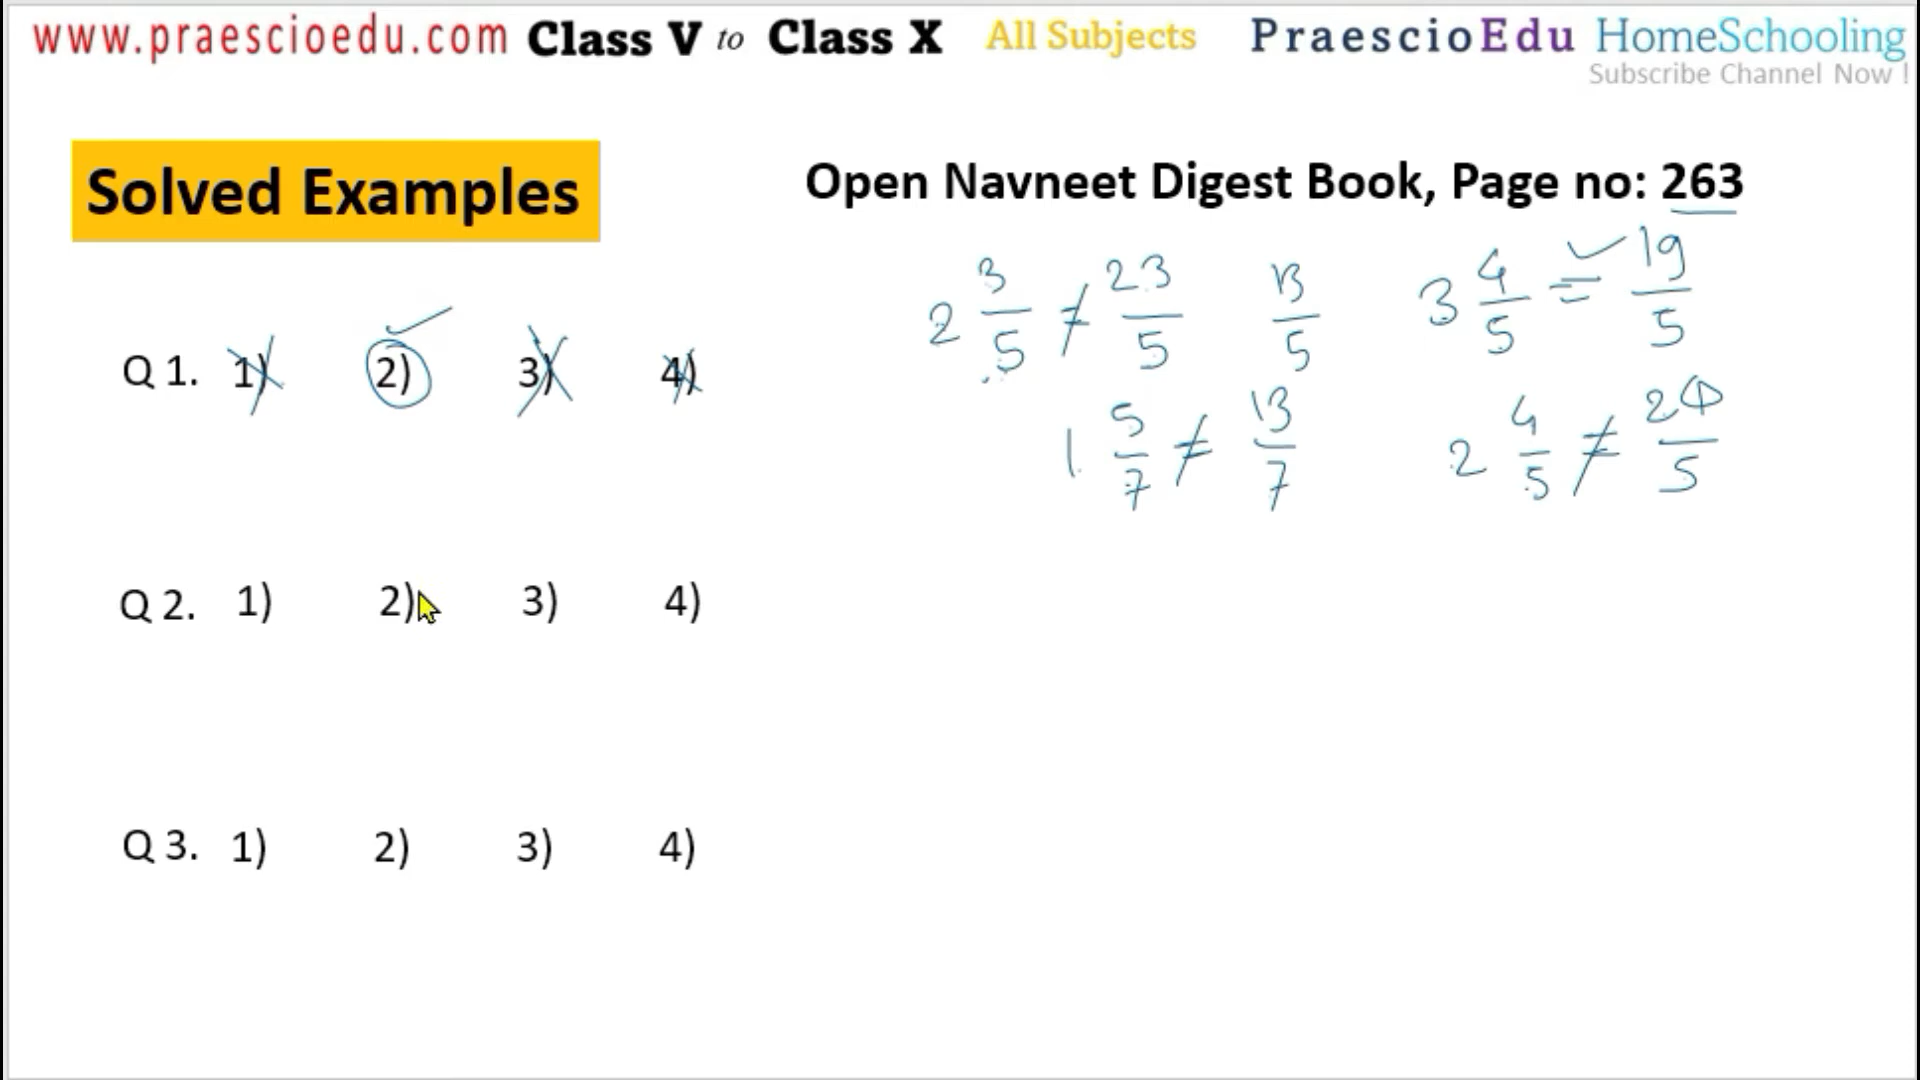 www.praescioedu.com Class V to Class X All Subjects PraescioEdu HomeSchooling
Subscribe Channel Now !
Solved Examples
Open Navneet Digest Book, Page no: 263
2 3/5 ≠ 23/5 13/5 3 4/5 = 19/5
Q 1. 1) 2) 3) 4)
1 5/7 ≠ 13/7 2 4/5 ≠ 24/5
Q 2. 1) 2) 3) 4)
Q 3. 1) 2) 3) 4)